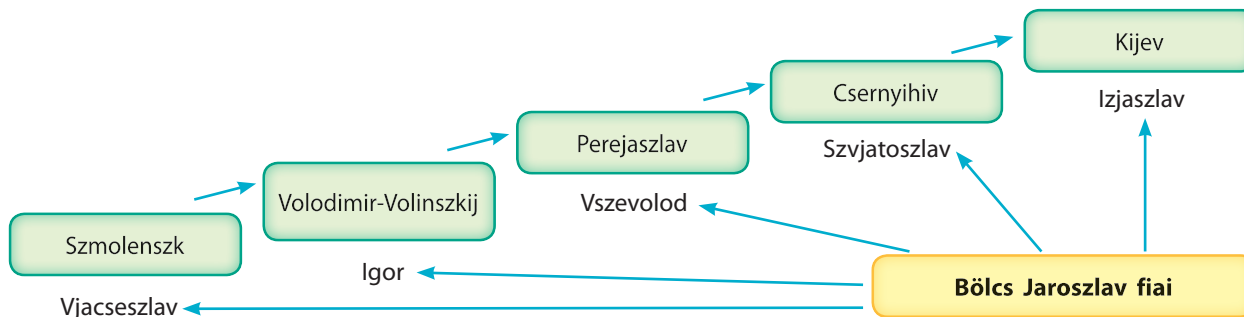 Kijev
Izjaszlav
Csernyihiv
Szvjatoszlav
Perejaszlav
Vszevolod
Volodimir-Volinszkij
Igor
Szmolenszk
Vjacseszlav
Bölcs Jaroszlav fiai